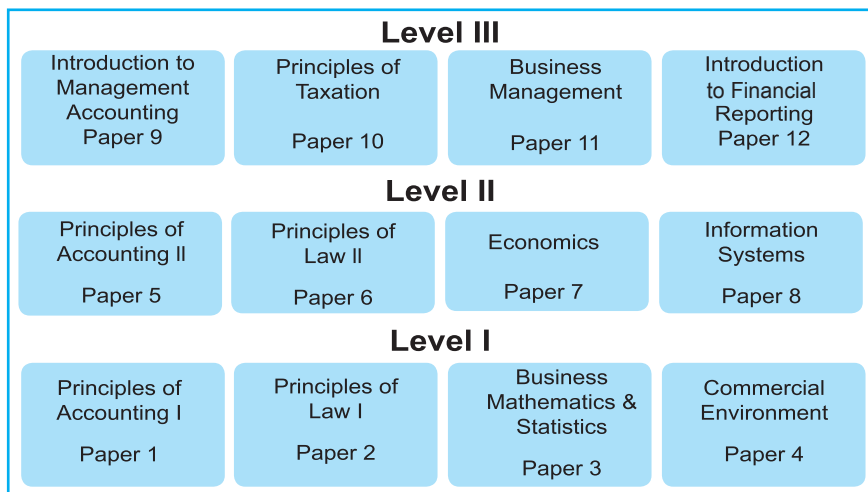 Level III
Introduction to
Management
Accounting
Paper 9
Principles of
Taxation
Paper 10
Business
Management
Paper 11
Introduction
to Financial
Reporting
Paper 12
Level II
Principles of
Accounting II
Paper 5
Principles of
Law II
Paper 6
Economics
Paper 7
Information
Systems
Paper 8
Level I
Principles of
Accounting I
Paper 1
Principles of
Law I
Paper 2
Business
Mathematics &
Statistics
Paper 3
Commercial
Environment
Paper 4